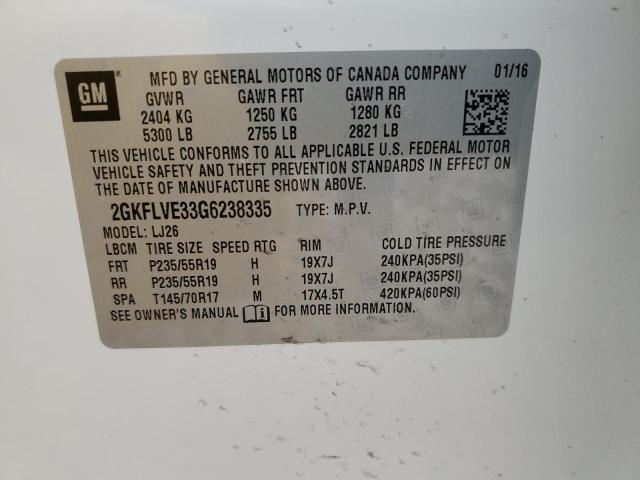 GM MFD BY GENERAL MOTORS OF CANADA COMPANY 01/16
GVWR GAWR FRT GAWR RR
2404 KG 1250 KG 1280 KG
5300 LB 2755 LB 2821 LB
THIS VEHICLE CONFORMS TO ALL APPLICABLE U.S. FEDERAL MOTOR
VEHICLE SAFETY AND THEFT PREVENTION STANDARDS IN EFFECT ON
THE DATE OF MANUFACTURE SHOWN ABOVE.
2GKFLVE33G6238335 TYPE: M.P.V.
MODEL: LJ26
LBCM TIRE SIZE SPEED RTG RIM COLD TIRE PRESSURE
FRT P235/55R19 H 19X7J 240KPA(35PSI)
RR P235/55R19 H 19X7J 240KPA(35PSI)
SPA T145/70R17 M 17X4.5T 420KPA(60PSI)
SEE OWNER'S MANUAL i FOR MORE INFORMATION.